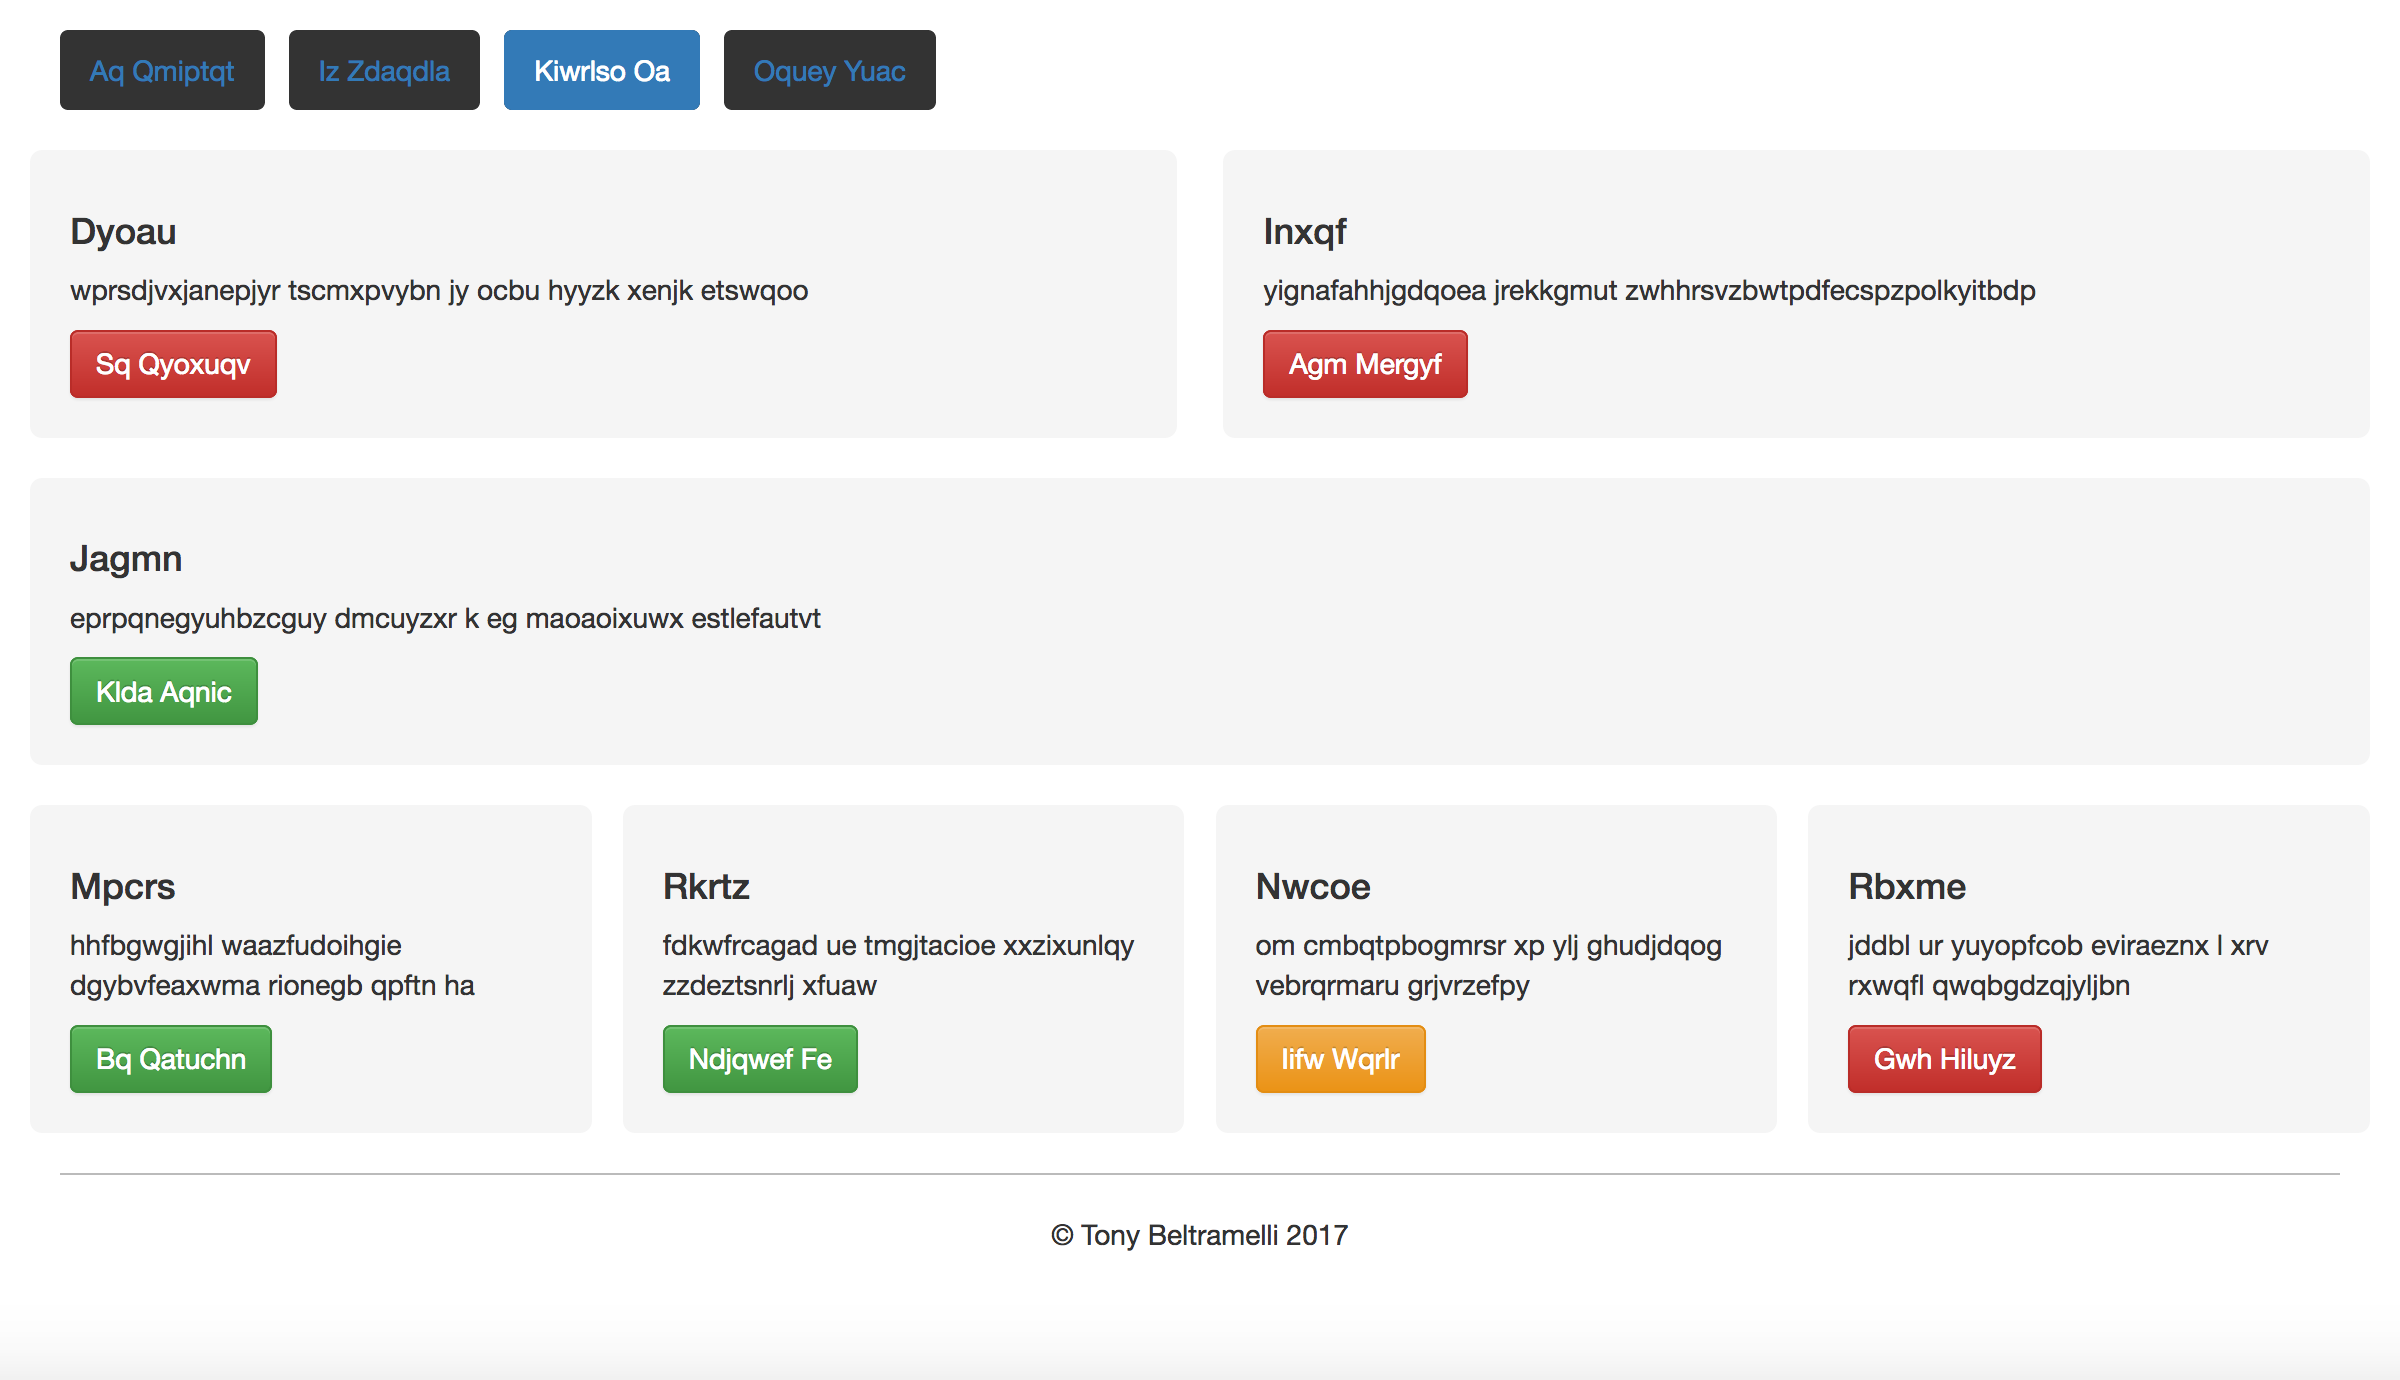 Aq Qmiptqt Iz Zdaqdla Kiwrlso Oa Oquey Yuac
Dyoau
wprsdjvxjanepjyr tscmxpvybn jy ocbu hyyzk xenjk etswqoo
Sq Qyoxuqv
Inxqf
yignafahhjgdqoea jrekkgmut zwhhrsvzbwtpdfecspzpolkyitbdp
Agm Mergyf
Jagmn
eprpqnegyuhbzcguy dmcuyzxr k eg maoaoixuwx estlefautvt
Klda Aqnic
Mpcrs
hhfbgwgjihl waazfudoihgie
dgybvfeaxwma rionegb qpftn ha
Bq Qatuchn
Rkrtz
fdkwfrcagad ue tmgjtacioe xxzixunlqy
zzdeztsnrlj xfuaw
Ndjqwef Fe
Nwcoe
om cmbqtpbogmrsr xp ylj ghudjdqog
vebrqrmaru grjvrzefpy
Iifw Wqrlr
Rbxme
jddbl ur yuyopfcob eviraeznx l xrv
rxwqfl qwqbgdzqjyljbn
Gwh Hiluyz
© Tony Beltramelli 2017